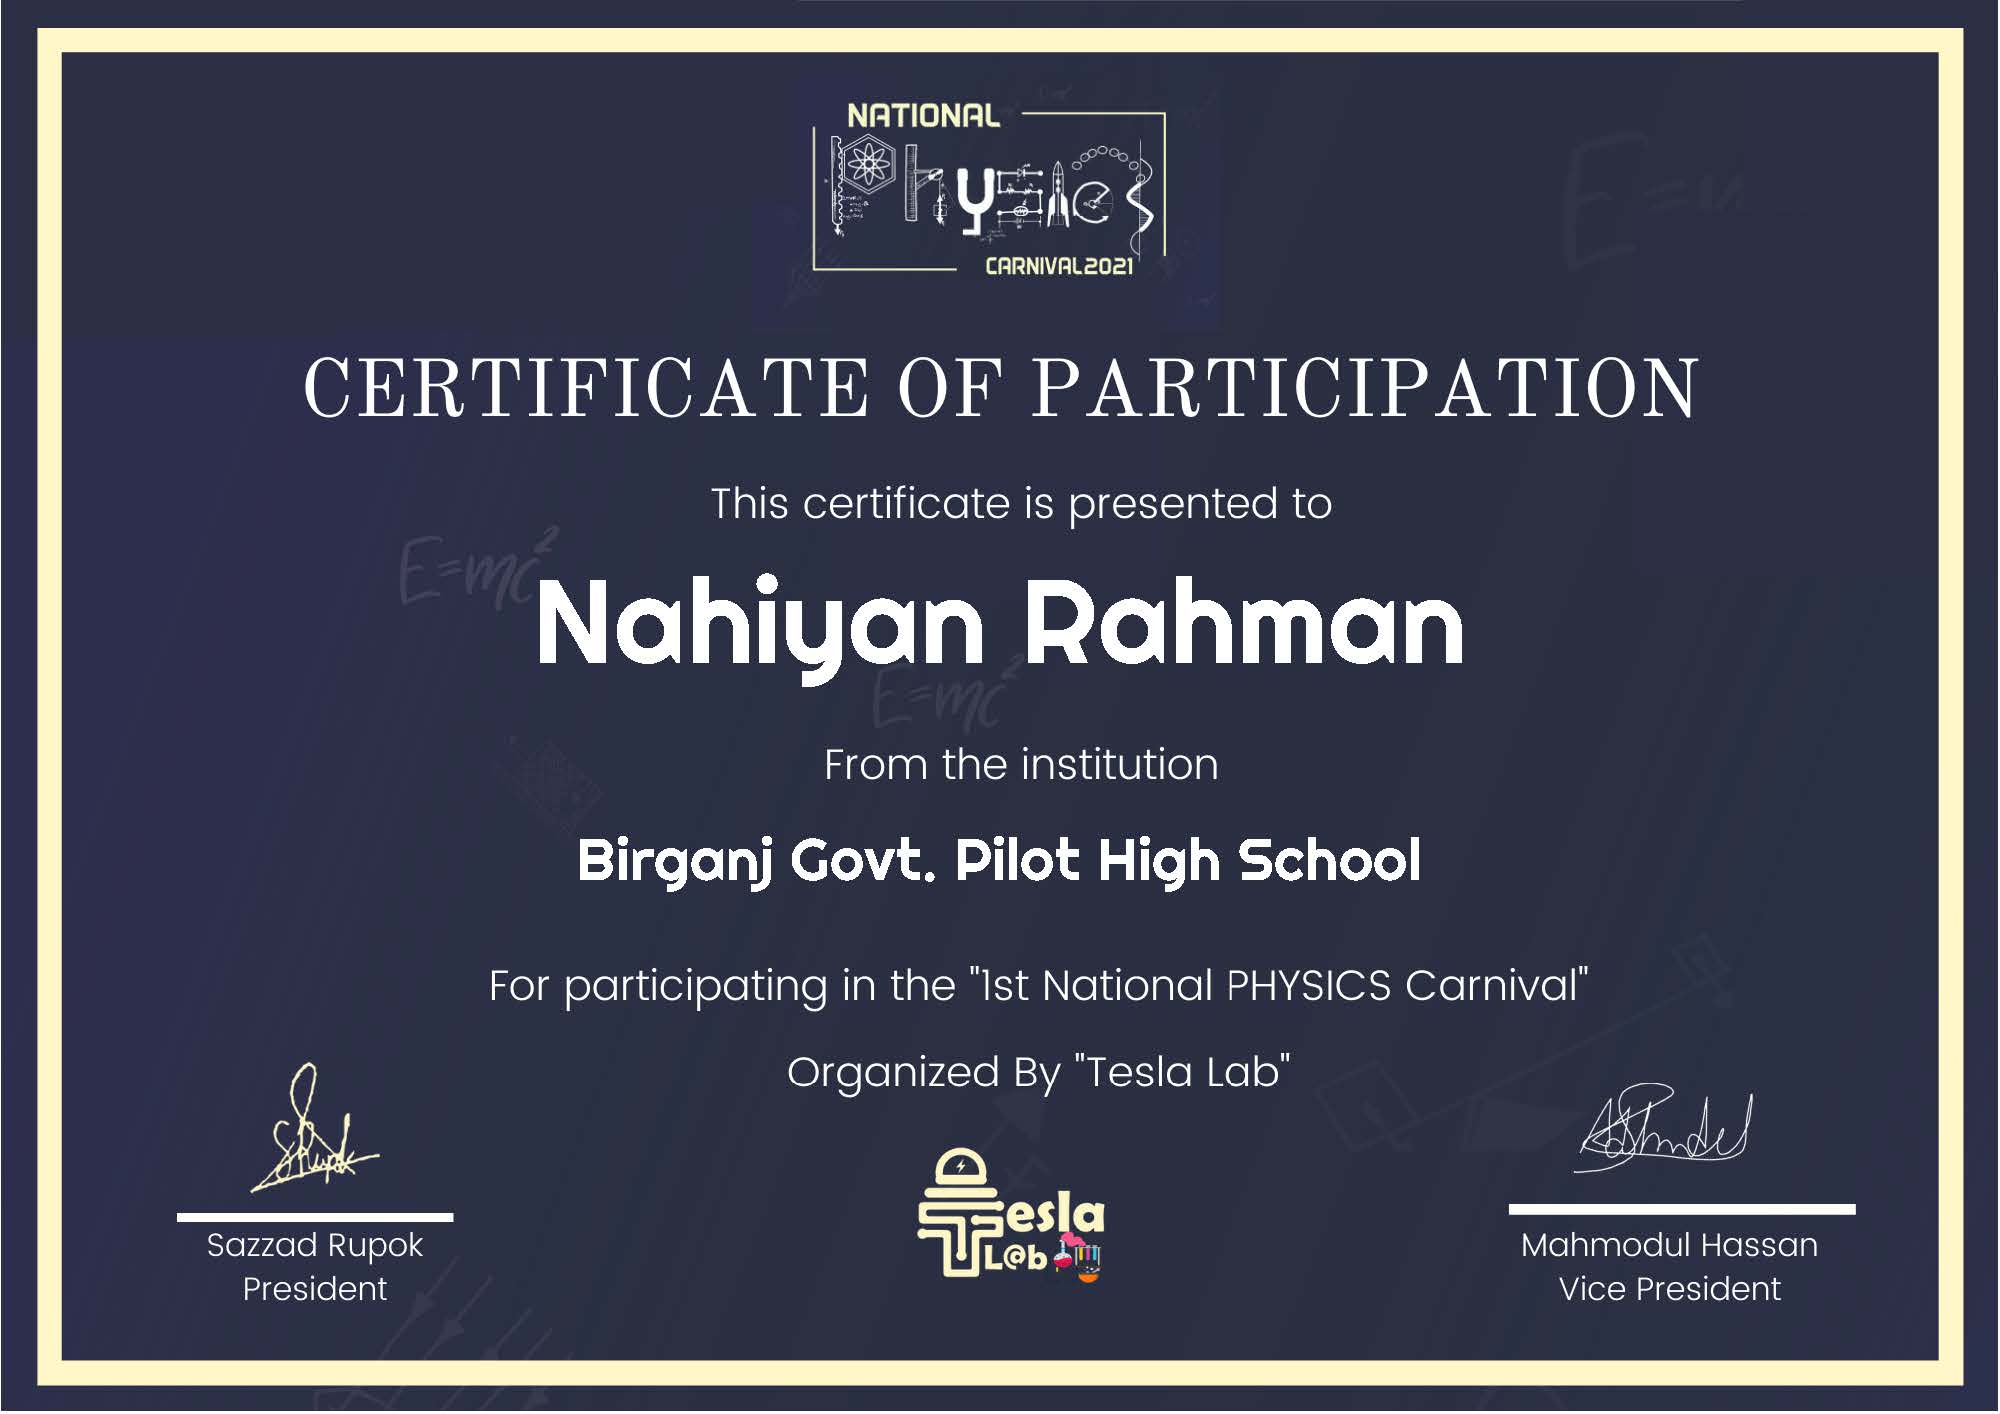 NATIONAL
Physics
CARNIVAL2021
CERTIFICATE OF PARTICIPATION
This certificate is presented to
E=mc²
Nahiyan Rahman
E=mc²
From the institution
Birganj Govt. Pilot High School
For participating in the "1st National PHYSICS Carnival"
Organized By "Tesla Lab"
Tesla
L@b
Sazzad Rupok
President
Mahmodul Hassan
Vice President